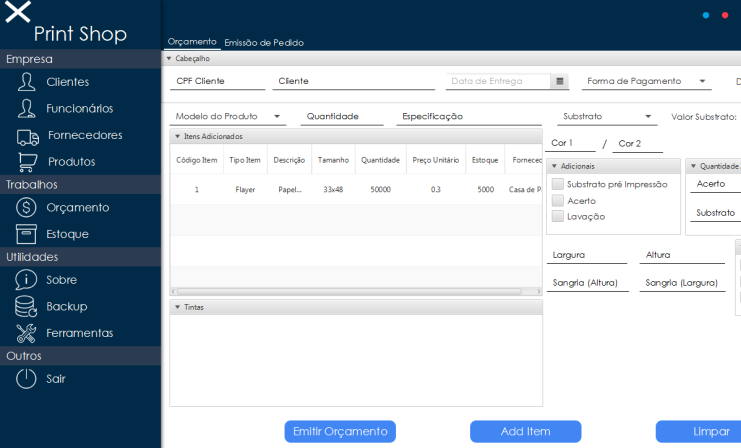 Print Shop
Empresa
Clientes
Funcionários
Fornecedores
Produtos
Trabalhos
Orçamento
Estoque
Utilidades
Sobre
Backup
Ferramentas
Outros
Sair
Orçamento Emissão de Pedido
Cabeçalho
CPF Cliente Cliente Data de Entrega Forma de Pagamento D
Modelo do Produto Quantidade Especificação Substrato Valor Substrato:
Itens Adicionados
Código Item Tipo Item Descrição Tamanho Quantidade Preço Unitário Estoque Fornec
1 Flayer Papel... 33x48 50000 0.3 5000 Casa de P
Tintas
Cor 1 / Cor 2
Adicionais
Substrato pré Impressão
Acerto
Lavação
Quantidade
Acerto
Substrato
Largura Altura
Sangria (Altura) Sangria (Largura)
Emitir Orçamento Add Item Limpar